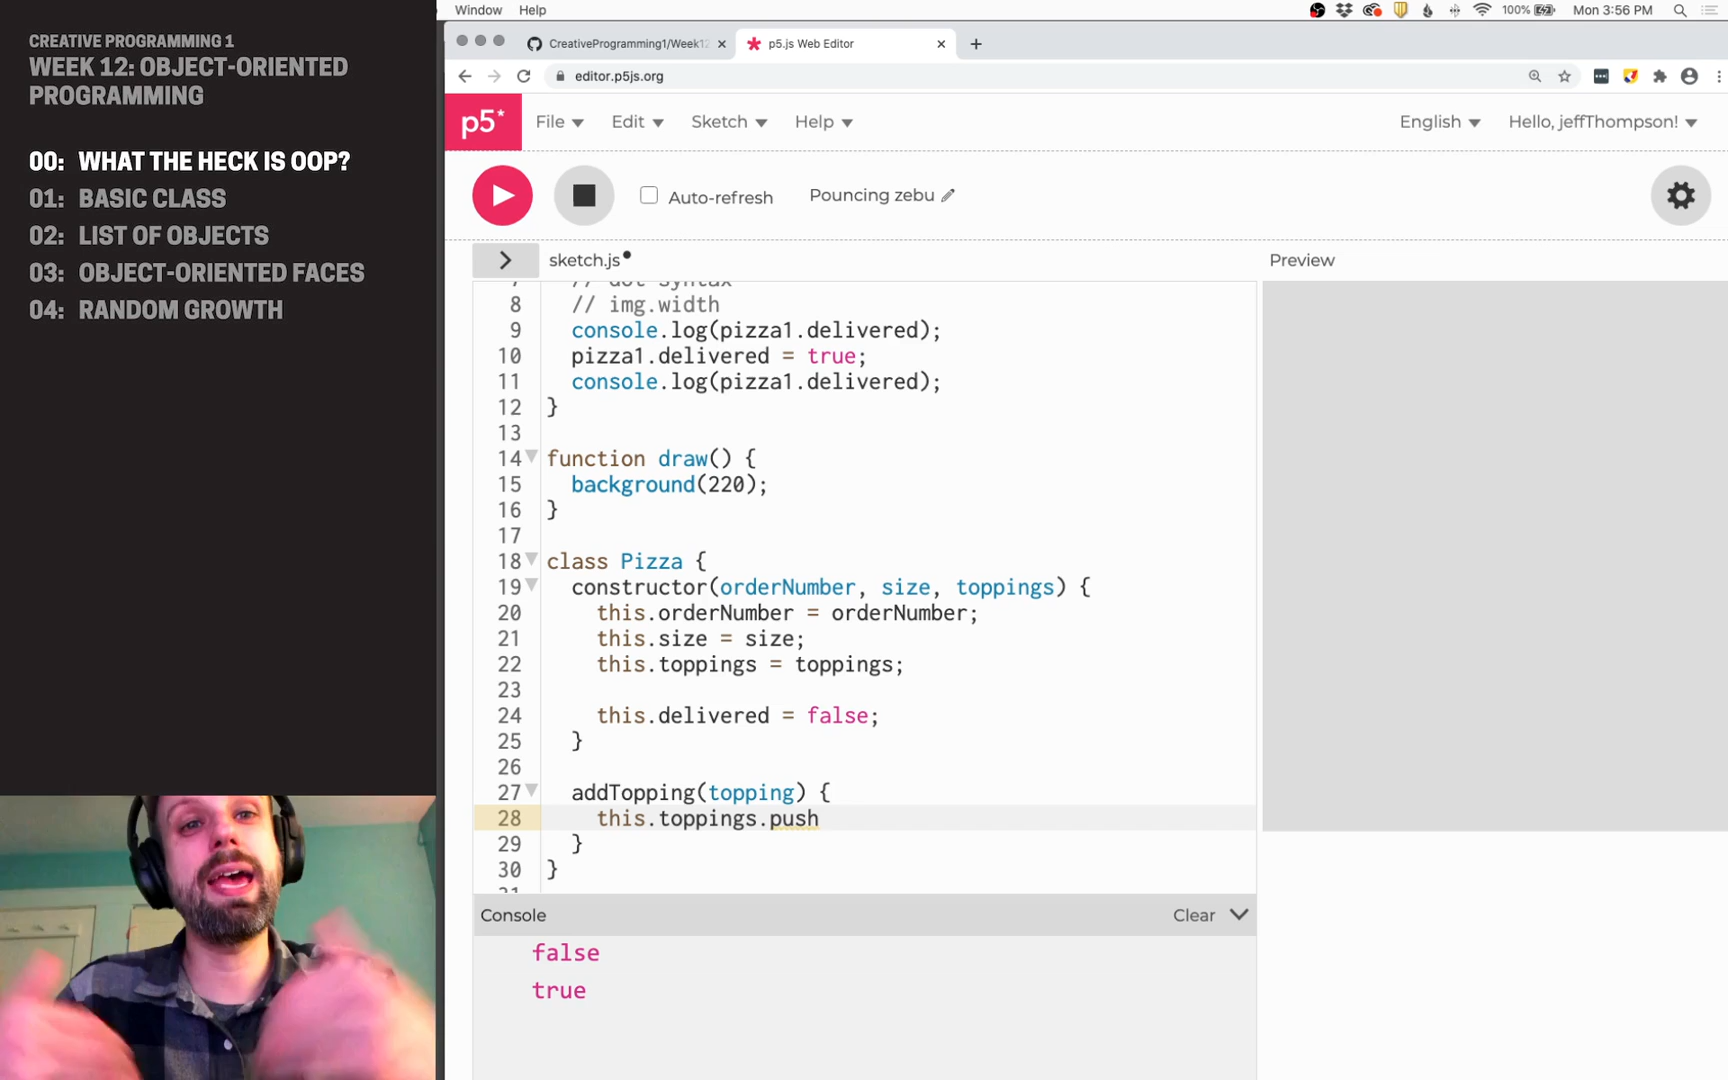 CREATIVE PROGRAMMING 1
WEEK 12: OBJECT-ORIENTED
PROGRAMMING
00: WHAT THE HECK IS OOP?
01: BASIC CLASS
02: LIST OF OBJECTS
03: OBJECT-ORIENTED FACES
04: RANDOM GROWTH
Window Help 100% Mon 3:56 PM
CreativeProgramming1/Week12 p5.js Web Editor
editor.p5js.org
p5* File Edit Sketch Help English Hello, jeffThompson!
Auto-refresh Pouncing zebu
sketch.js Preview
7 // dot syntax
8 // img.width
9 console.log(pizza1.delivered);
10 pizza1.delivered = true;
11 console.log(pizza1.delivered);
12 }
13
14 function draw() {
15 background(220);
16 }
17
18 class Pizza {
19 constructor(orderNumber, size, toppings) {
20 this.orderNumber = orderNumber;
21 this.size = size;
22 this.toppings = toppings;
23
24 this.delivered = false;
25 }
26
27 addTopping(topping) {
28 this.toppings.push
29 }
30 }
31
Console Clear
false
true